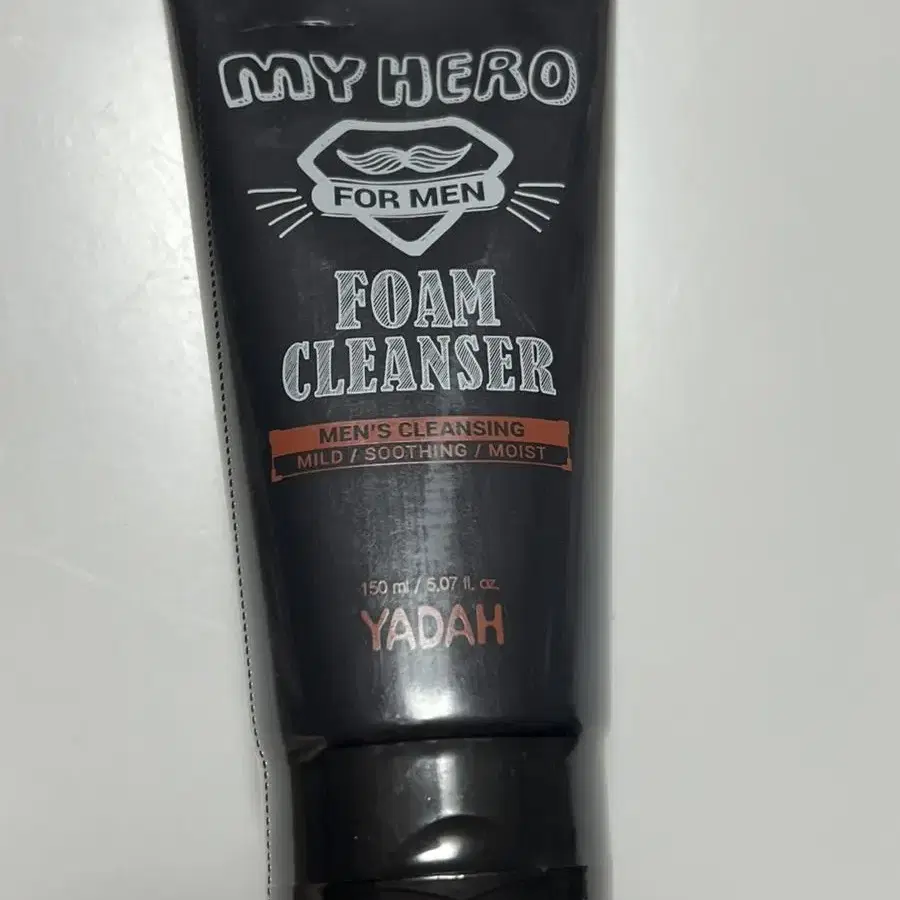 MY HERO
FOR MEN
FOAM
CLEANSER
MEN'S CLEANSING
MILD / SOOTHING / MOIST
150 ml / 5.07 fl. oz.
YADAH